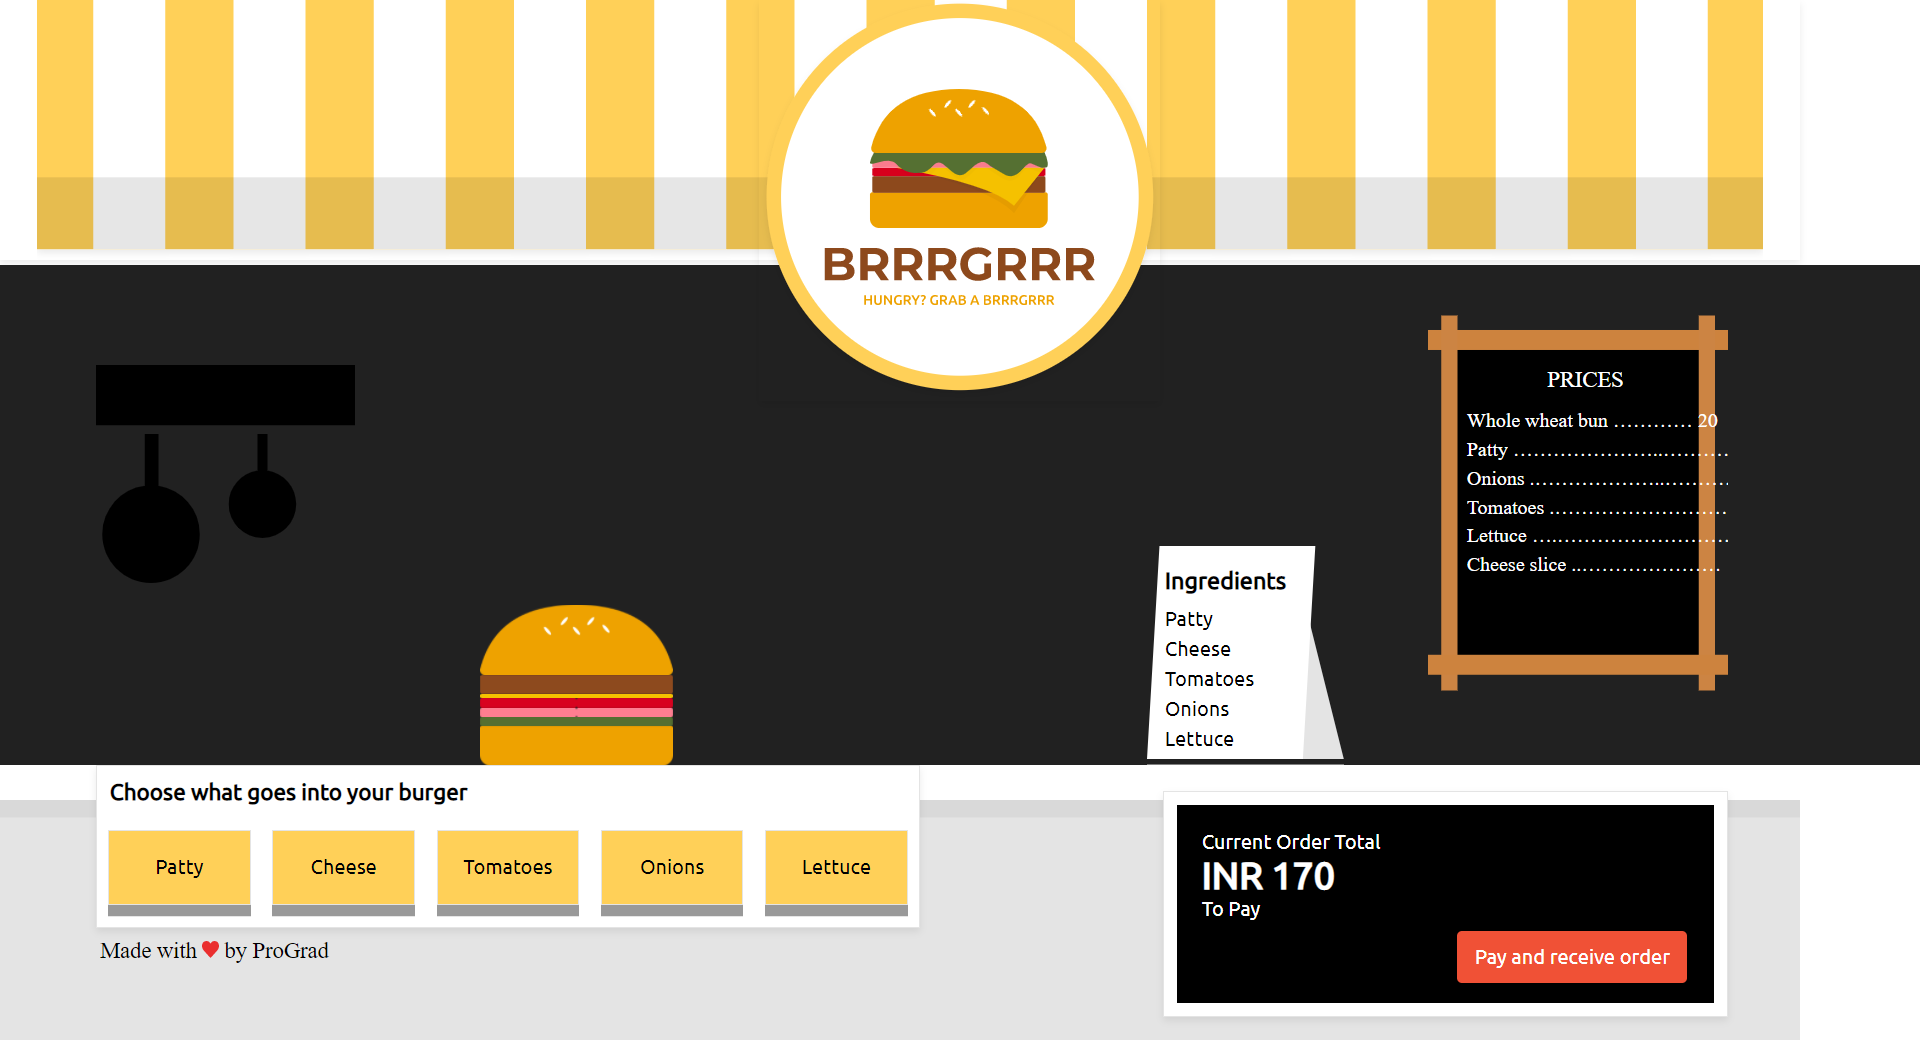 BRRRGRRR
HUNGRY? GRAB A BRRRGRRR
PRICES
Whole wheat bun ………… 20
Patty …………………..………
Onions .………………..………
Tomatoes .………………………
Lettuce ….………………………
Cheese slice ..…………………
Ingredients
Patty
Cheese
Tomatoes
Onions
Lettuce
Choose what goes into your burger
Patty
Cheese
Tomatoes
Onions
Lettuce
Made with ❤ by ProGrad
Current Order Total
INR 170
To Pay
Pay and receive order